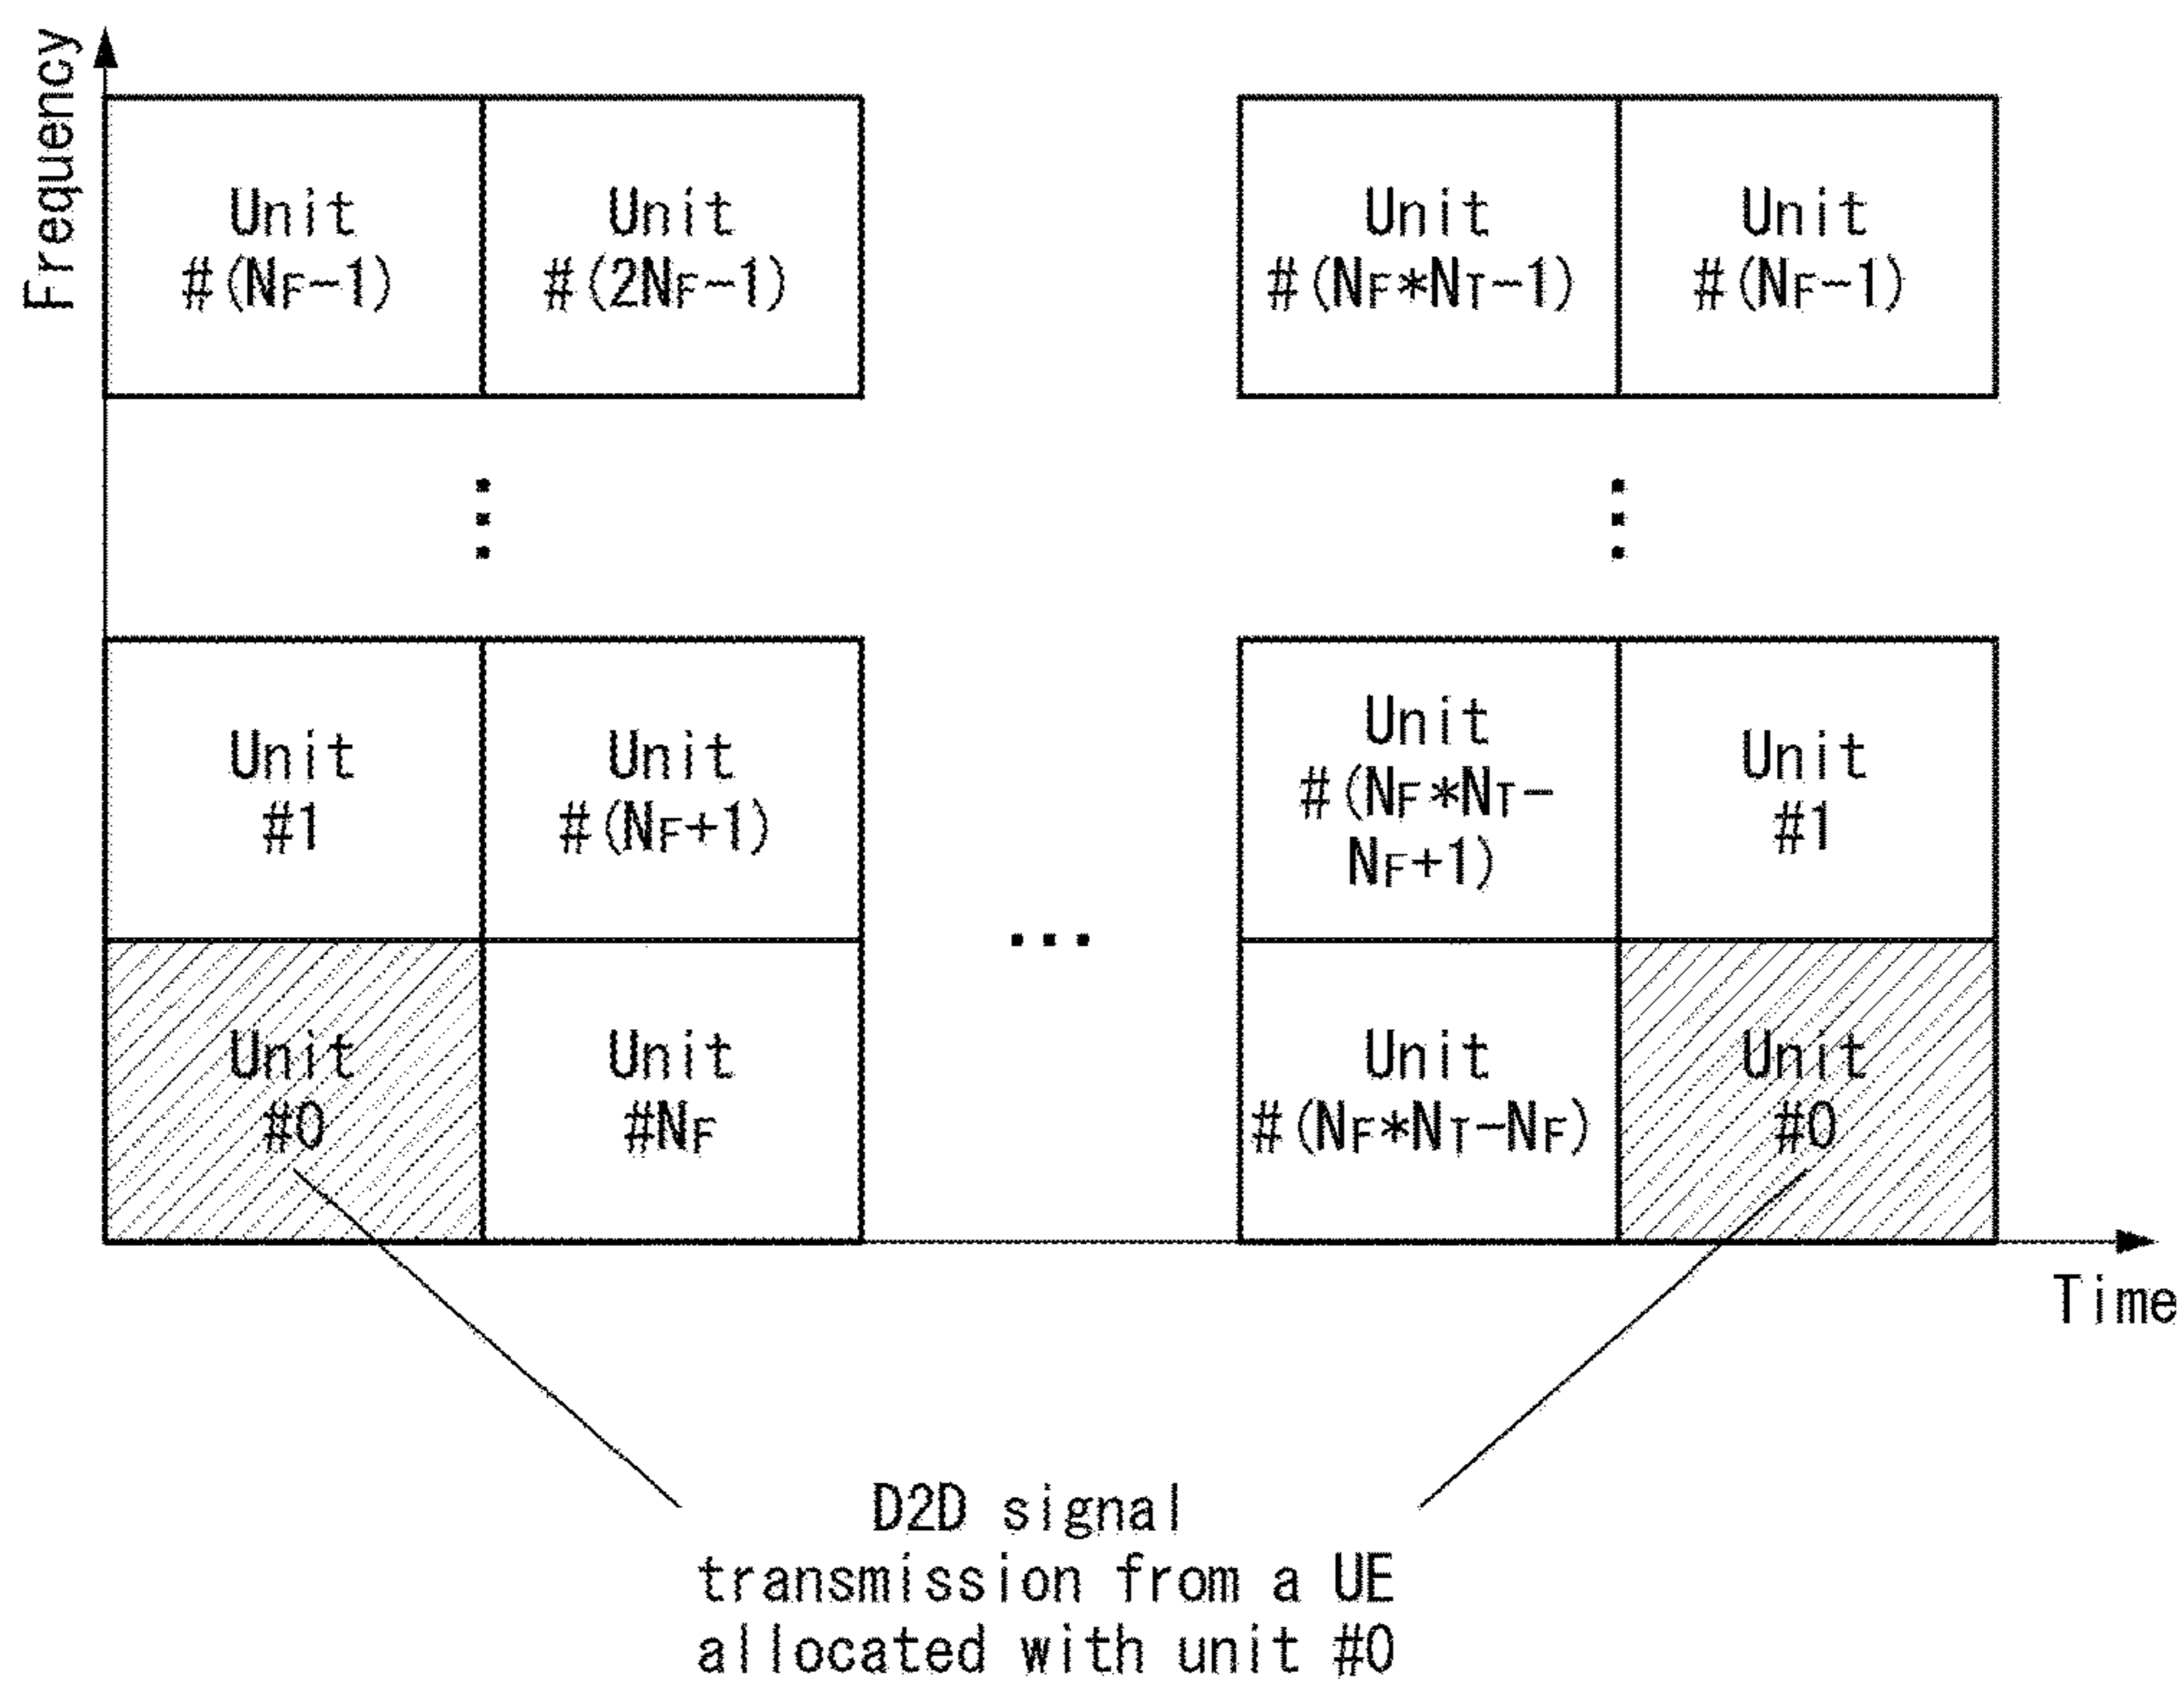 Frequency
Unit
#(NF-1)
Unit
#(2NF-1)
Unit
#(NF*NT-1)
Unit
#(NF-1)
Unit
#1
Unit
#(NF+1)
Unit
#(NF*NT-
NF+1)
Unit
#1
Unit
#0
Unit
#NF
Unit
#(NF*NT-NF)
Unit
#0
Time
D2D signal
transmission from a UE
allocated with unit #0